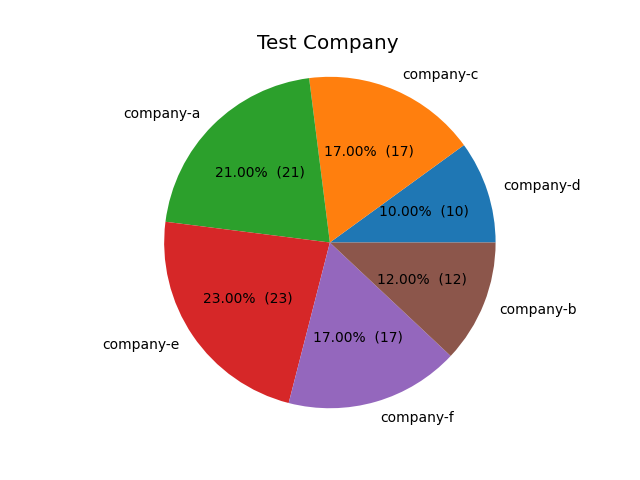 Test Company
company-c
company-a
17.00%  (17)
21.00%  (21)
company-d
10.00%  (10)
12.00%  (12)
23.00%  (23)
company-b
17.00%  (17)
company-e
company-f